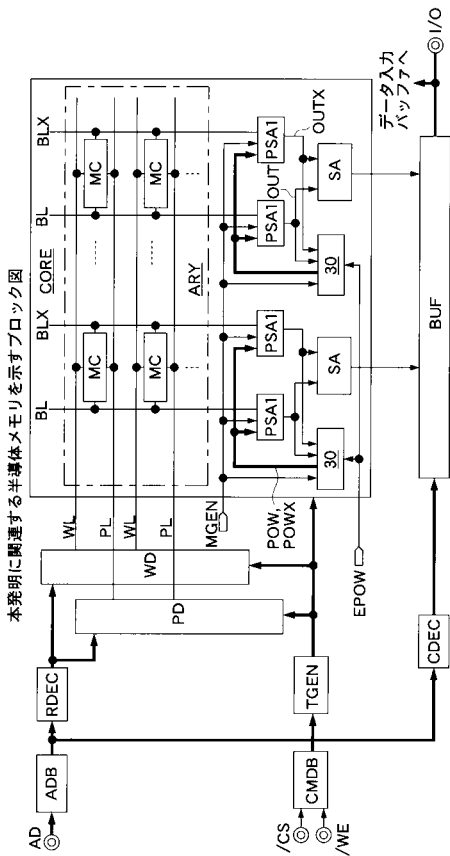 本発明に関連する半導体メモリを示すブロック図
CORE
BL
BLX
BL
BLX
WL
PL
WL
PL
MC
MC
MC
MC
ARY
AD
ADB
RDEC
WD
PD
MGEN
PSA1
PSA1
PSA1
PSA1
OUT
OUTX
POW,
POWX
30
SA
30
SA
/CS
/WE
CMDB
TGEN
EPOW
CDEC
BUF
データ入力
バッファへ
I/O